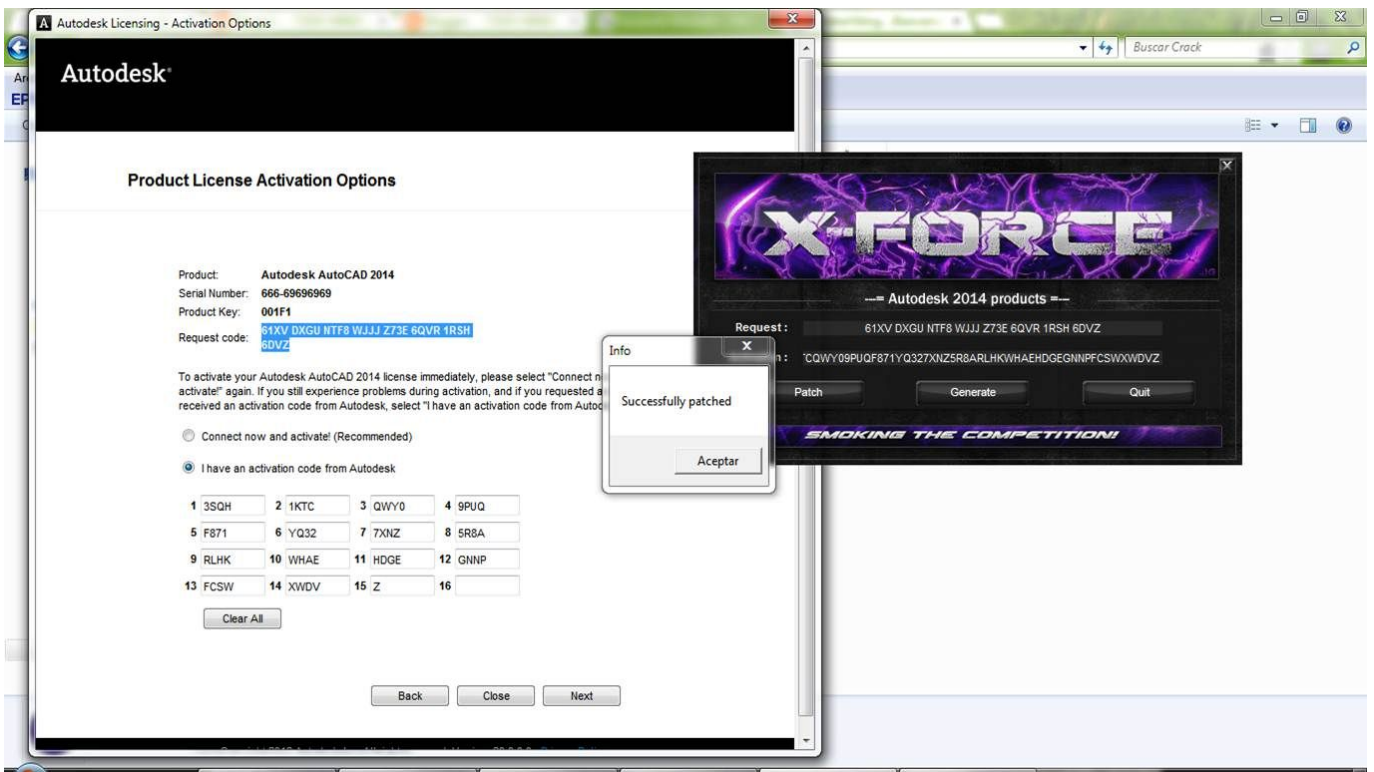 Autodesk Licensing - Activation Options
Buscar Crack
Autodesk
Product License Activation Options
Product: Autodesk AutoCAD 2014
Serial Number: 666-69696969
Product Key: 001F1
Request code: 61XV DXGU NTF8 WJJJ Z73E 6QVR 1RSH
6DVZ
To activate your Autodesk AutoCAD 2014 license immediately, please select "Connect
activate!" again. If you still experience problems during activation, and if you requested
received an activation code from Autodesk, select "I have an activation code from
Connect now and activate! (Recommended)
I have an activation code from Autodesk
1 3SQH 2 1KTC 3 QWY0 4 9PUQ
5 F871 6 YQ32 7 7XNZ 8 5R8A
9 RLHK 10 WHAE 11 HDGE 12 GNNP
13 FCSW 14 XWDV 15 Z 16
Clear All
Back Close Next
Info
Successfully patched
Aceptar
X-FORCE
---= Autodesk 2014 products =---
Request : 61XV DXGU NTF8 WJJJ Z73E 6QVR 1RSH 6DVZ
TCQWY09PUQF871YQ327XNZ5R8ARLHKWHAEHDGEGNNPFCSWXWDVZ
Patch Generate Quit
SMOKING THE COMPETITION!